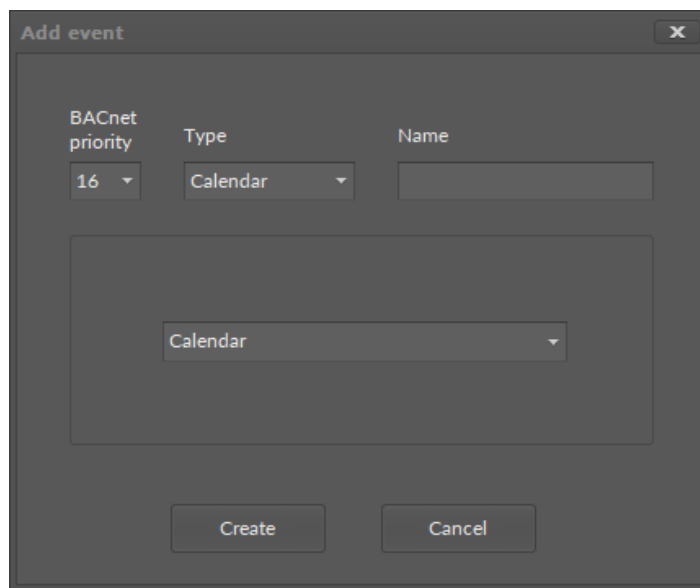 Add event
BACnet
priority
Type
Name
16
Calendar
Calendar
Create
Cancel